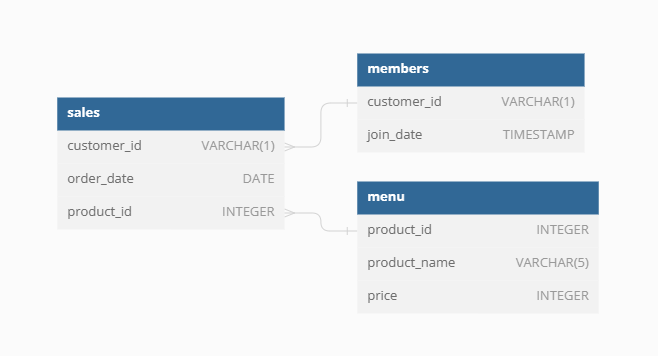 sales
customer_id VARCHAR(1)
order_date DATE
product_id INTEGER
members
customer_id VARCHAR(1)
join_date TIMESTAMP
menu
product_id INTEGER
product_name VARCHAR(5)
price INTEGER